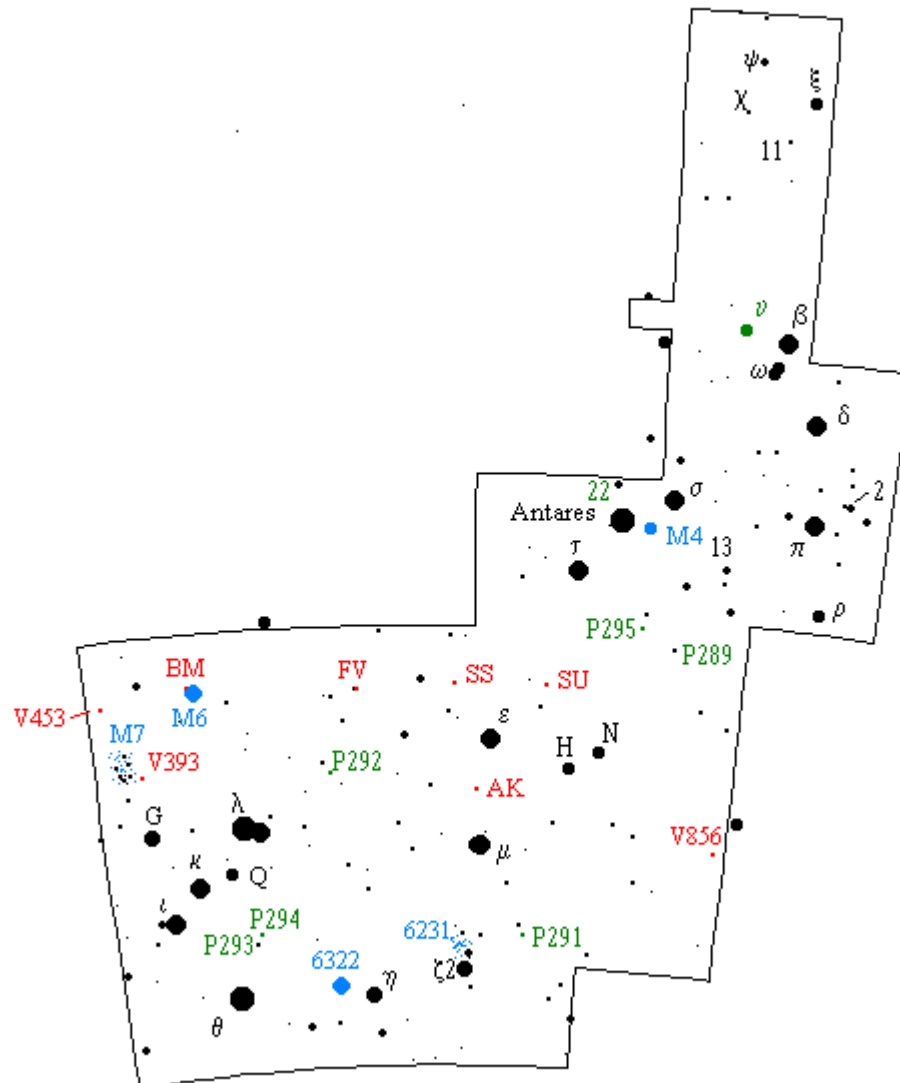 ψ
ξ
χ
11
ν
β
ω
δ
22
σ
2
Antares
M4
13
π
τ
ρ
P295
P289
BM
FV
SS
SU
V453
M6
M7
ε
N
H
V393
P292
AK
G
λ
V856
μ
κ
Q
ι
P294
6231
P291
P293
6322
ζ2
η
θ